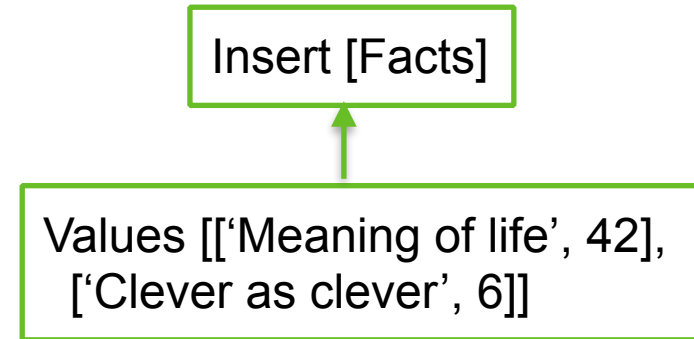 Insert [Facts]
Values [[‘Meaning of life’, 42],
[‘Clever as clever’, 6]]